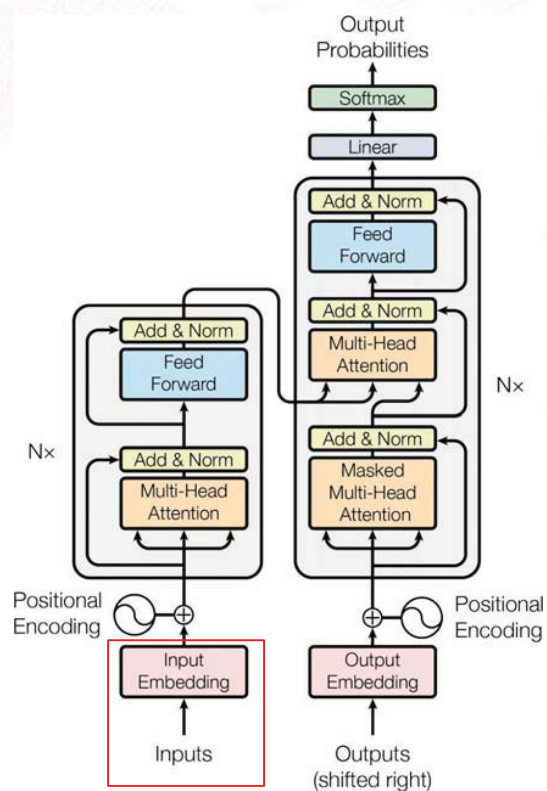 Output
Probabilities
Softmax
Linear
Add & Norm
Feed
Forward
Add & Norm
Multi-Head
Attention
Add & Norm
Masked
Multi-Head
Attention
Nx
Add & Norm
Feed
Forward
Add & Norm
Multi-Head
Attention
Nx
Positional
Encoding
Positional
Encoding
Input
Embedding
Output
Embedding
Inputs
Outputs
(shifted right)